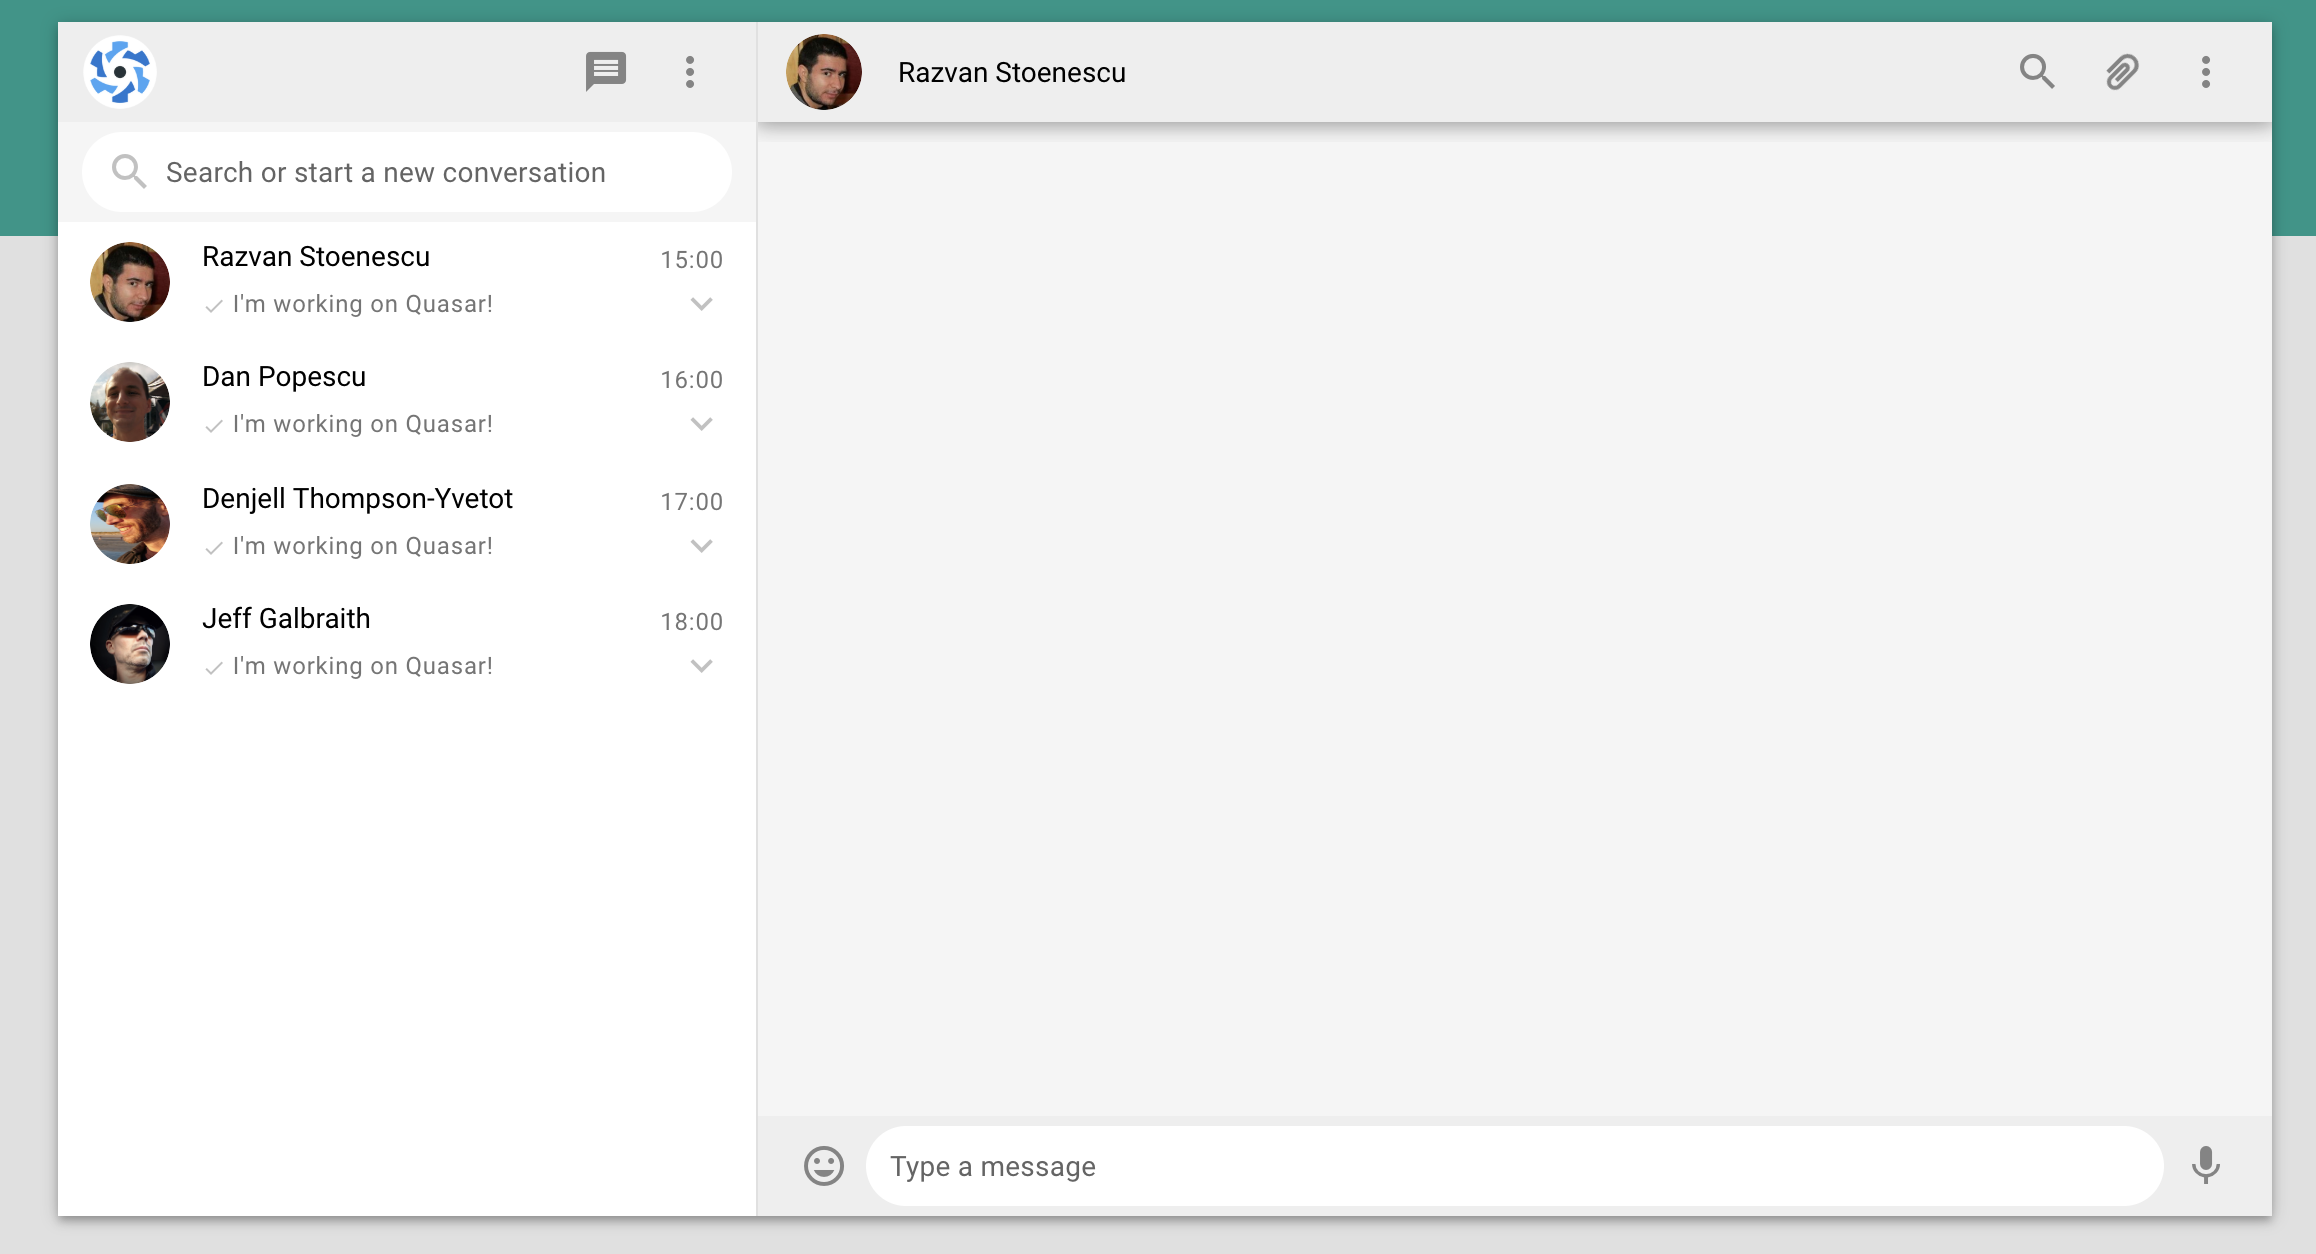 Razvan Stoenescu
Search or start a new conversation
Razvan Stoenescu
15:00
I'm working on Quasar!
Dan Popescu
16:00
I'm working on Quasar!
Denjell Thompson-Yvetot
17:00
I'm working on Quasar!
Jeff Galbraith
18:00
I'm working on Quasar!
Type a message